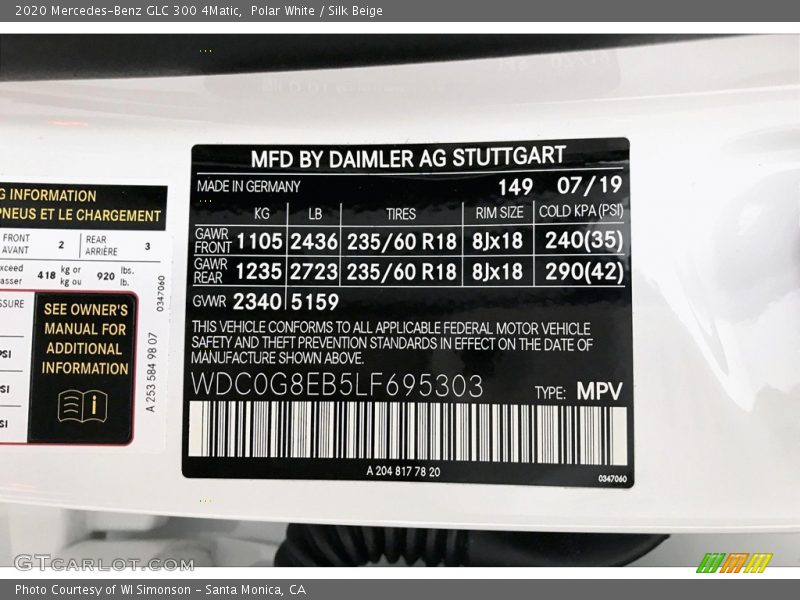 2020 Mercedes-Benz GLC 300 4Matic, Polar White / Silk Beige
G INFORMATION
PNEUS ET LE CHARGEMENT
FRONT AVANT 2 REAR ARRIÈRE 3
418 kg or kg ou 920 lbs. lb.
PSI
SEE OWNER'S
MANUAL FOR
ADDITIONAL
INFORMATION
i
0347060
A 253 584 98 07
MFD BY DAIMLER AG STUTTGART
MADE IN GERMANY 149 07/19
KG LB TIRES RIM SIZE COLD KPA (PSI)
GAWR FRONT 1105 2436 235/60 R18 8Jx18 240(35)
GAWR REAR 1235 2723 235/60 R18 8Jx18 290(42)
GVWR 2340 5159
THIS VEHICLE CONFORMS TO ALL APPLICABLE FEDERAL MOTOR VEHICLE
SAFETY AND THEFT PREVENTION STANDARDS IN EFFECT ON THE DATE OF
MANUFACTURE SHOWN ABOVE.
WDC0G8EB5LF695303 TYPE: MPV
A 204 817 78 20
0347060
GTCARLOT.COM
Photo Courtesy of WI Simonson - Santa Monica, CA